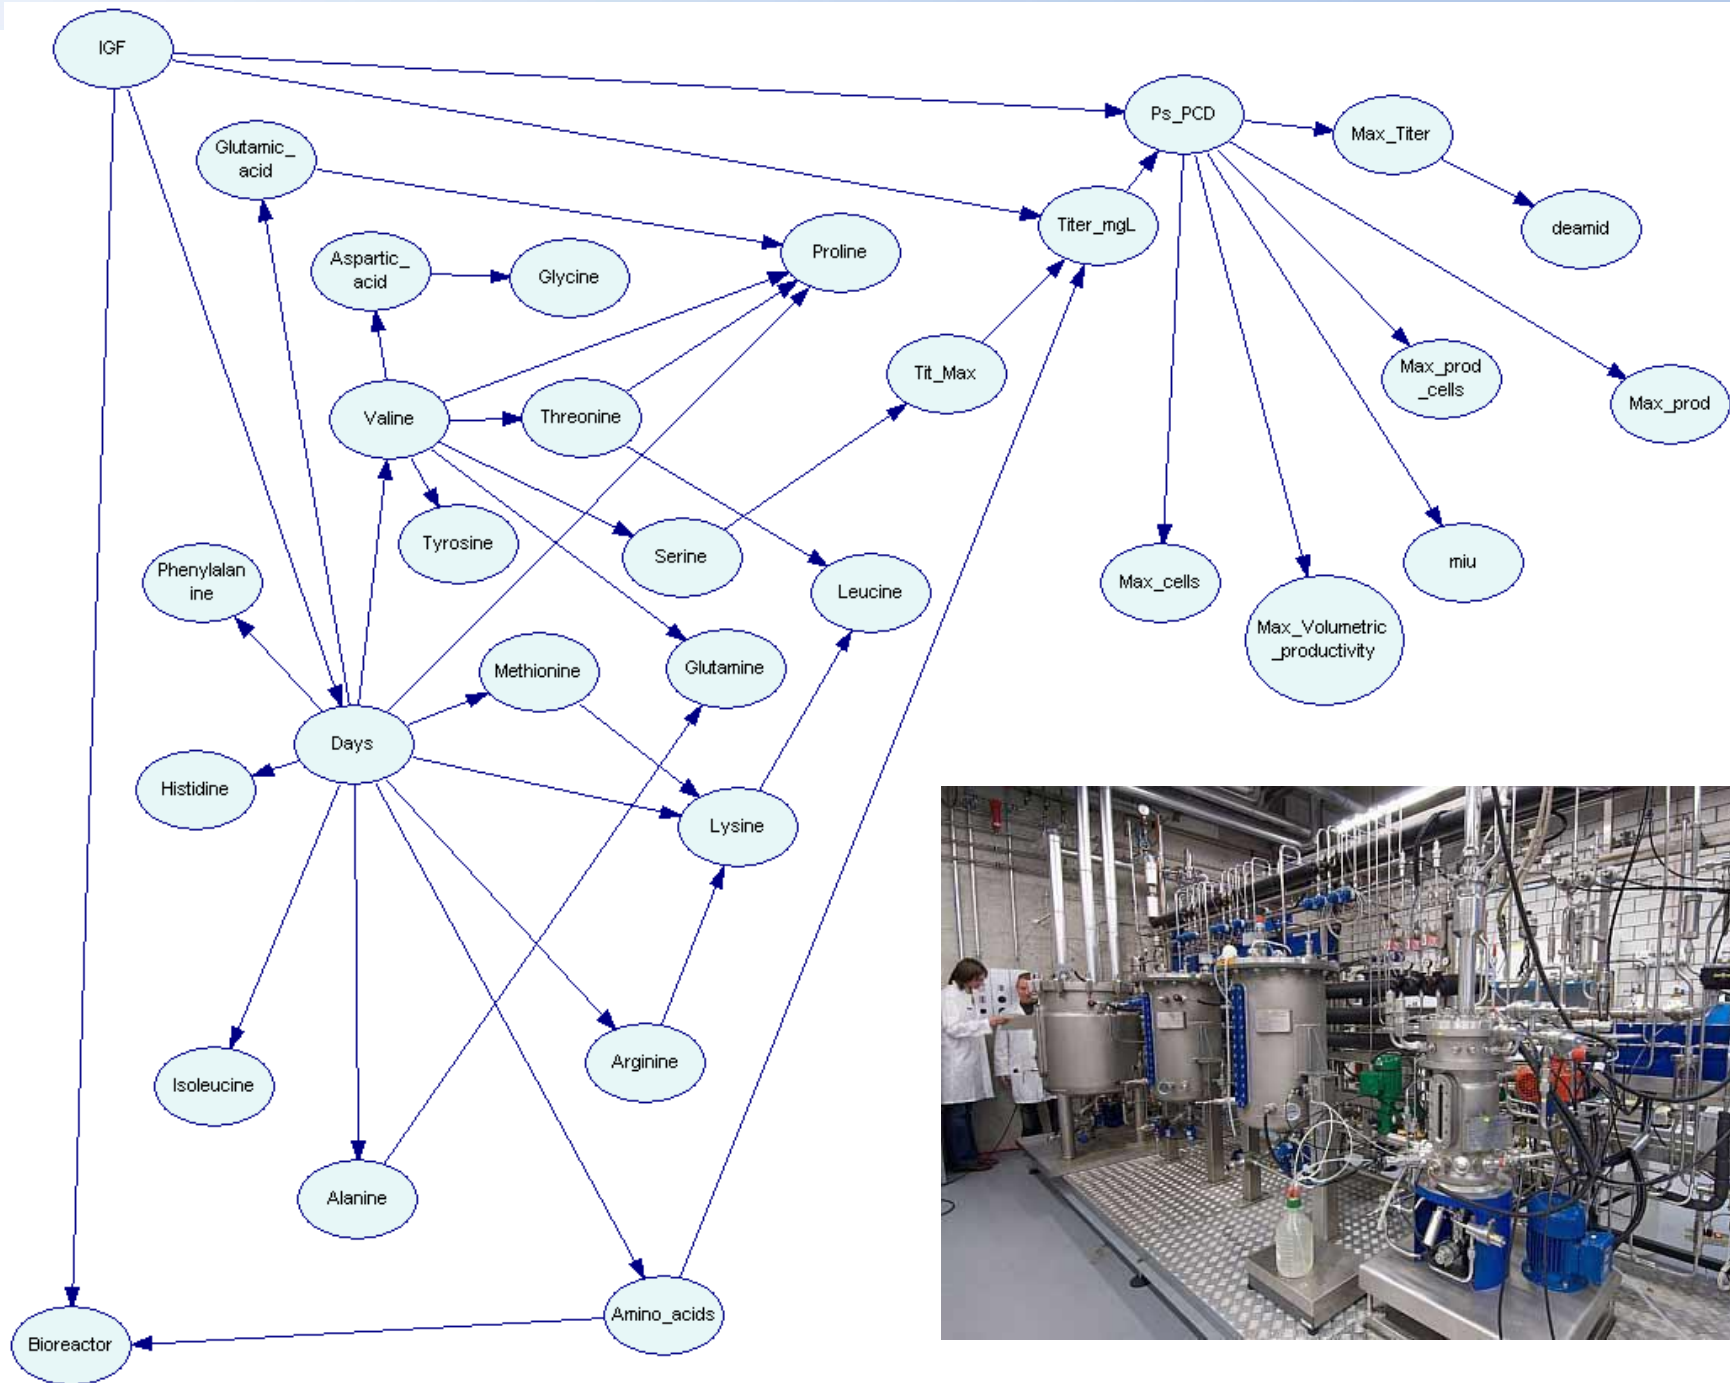 IGF
Ps_PCD
Max_Titer
Glutamic_
acid
Titer_mgL
deamid
Proline
Aspartic_
acid
Glycine
Tit_Max
Max_prod
_cells
Max_prod
Valine
Threonine
Tyrosine
Serine
Phenylalan
ine
Leucine
Max_cells
miu
Max_Volumetric
_productivity
Methionine
Glutamine
Days
Histidine
Lysine
Isoleucine
Arginine
Alanine
Amino_acids
Bioreactor